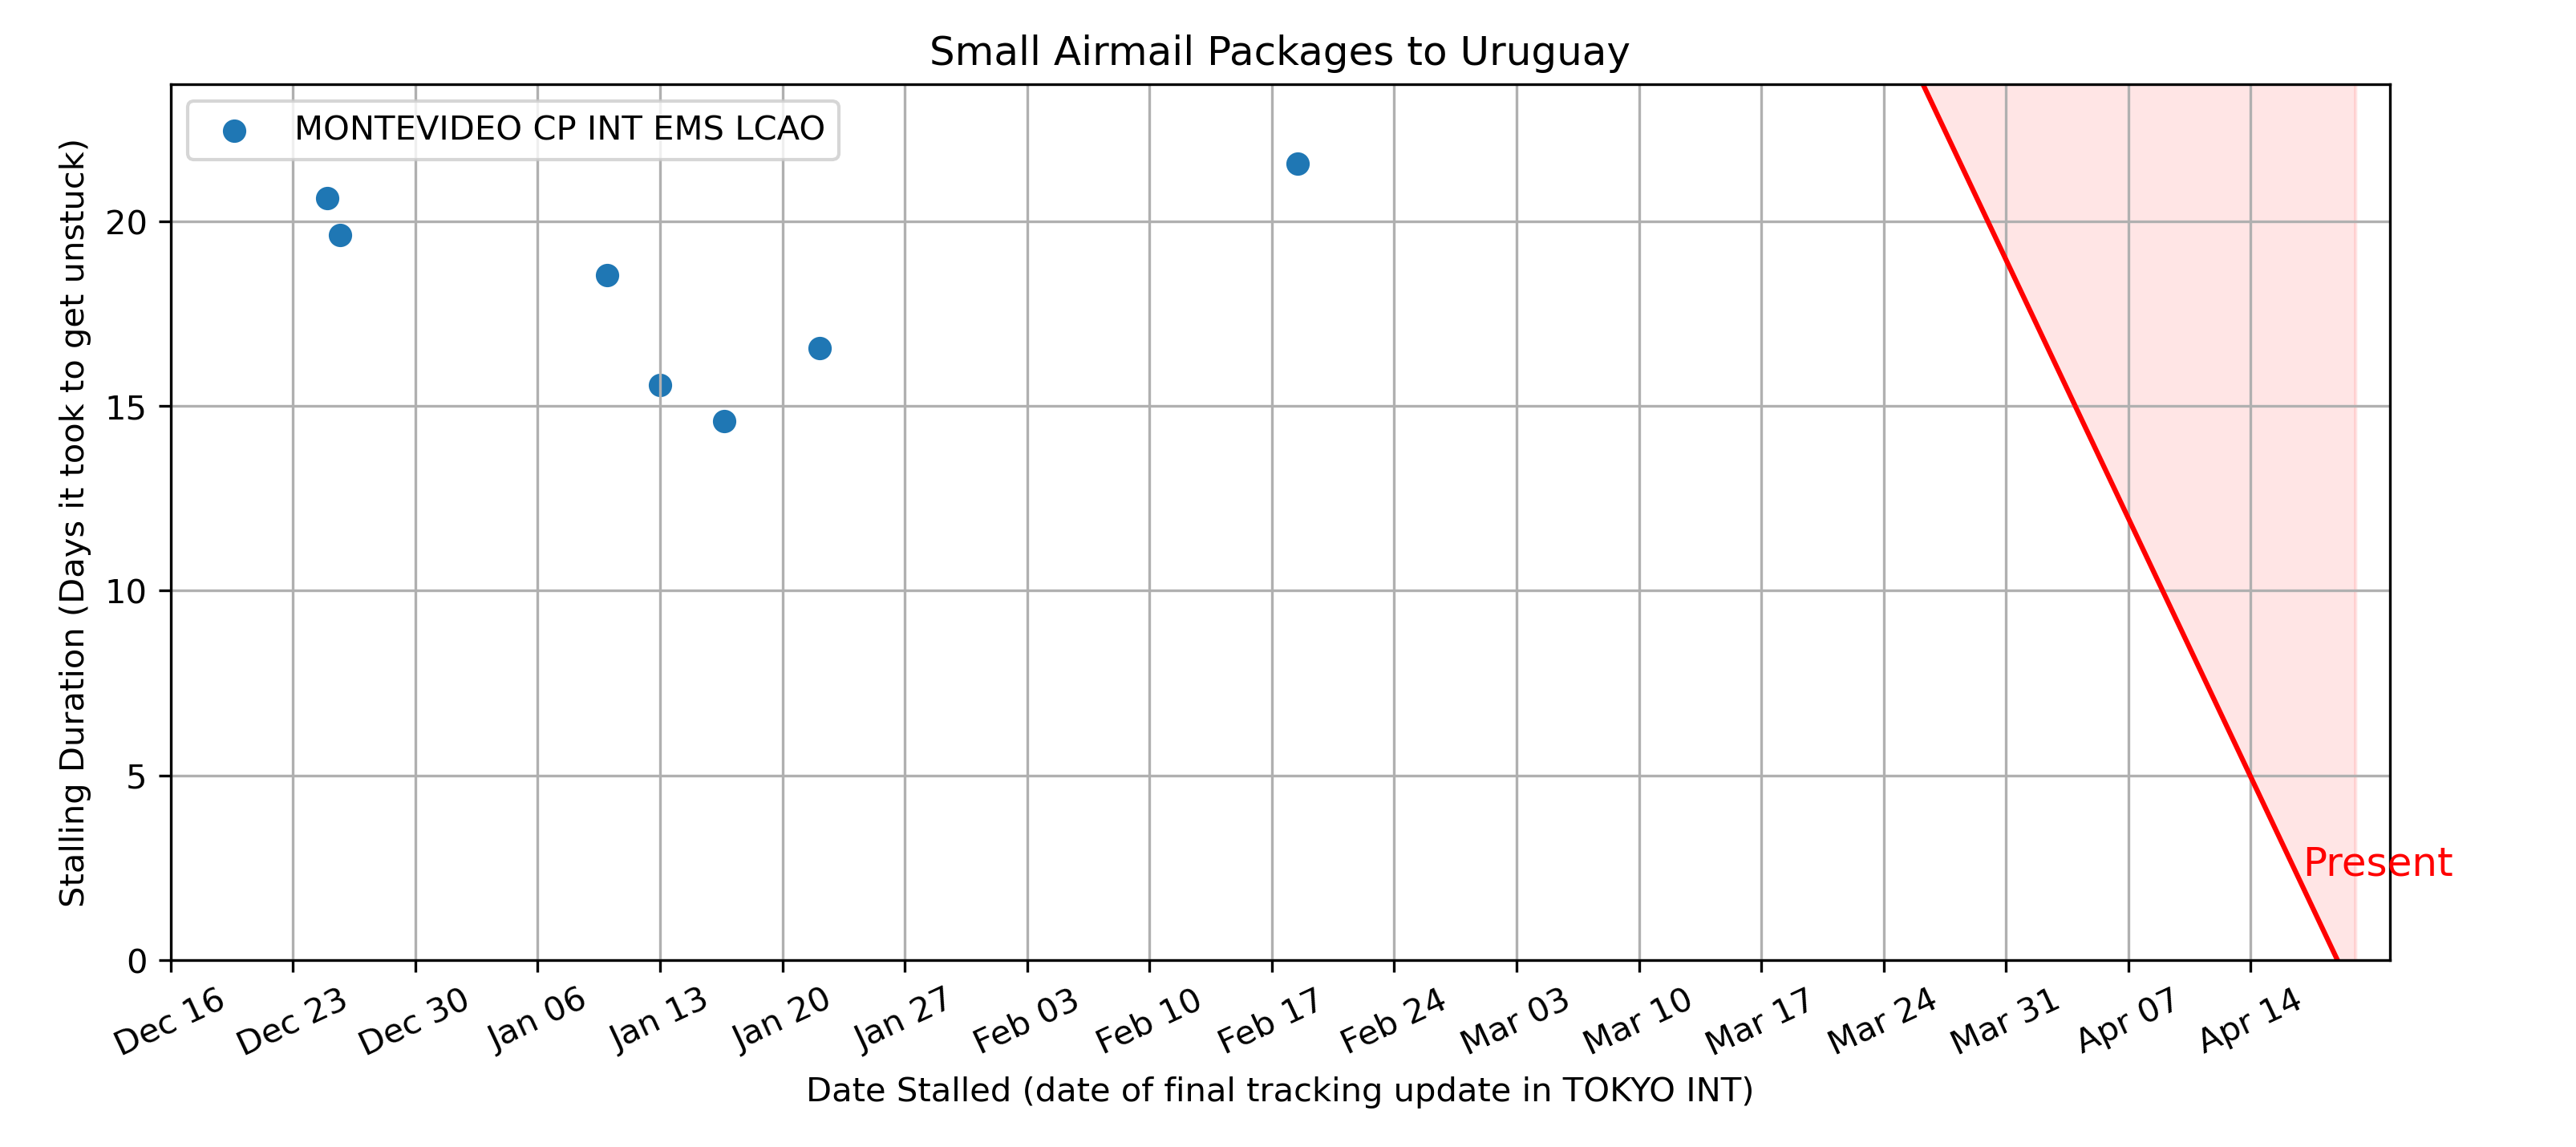 Small Airmail Packages to Uruguay
MONTEVIDEO CP INT EMS LCAO
Stalling Duration (Days it took to get unstuck)
20
15
10
5
0
Present
Dec 16
Dec 23
Dec 30
Jan 06
Jan 13
Jan 20
Jan 27
Feb 03
Feb 10
Feb 17
Feb 24
Mar 03
Mar 10
Mar 17
Mar 24
Mar 31
Apr 07
Apr 14
Date Stalled (date of final tracking update in TOKYO INT)